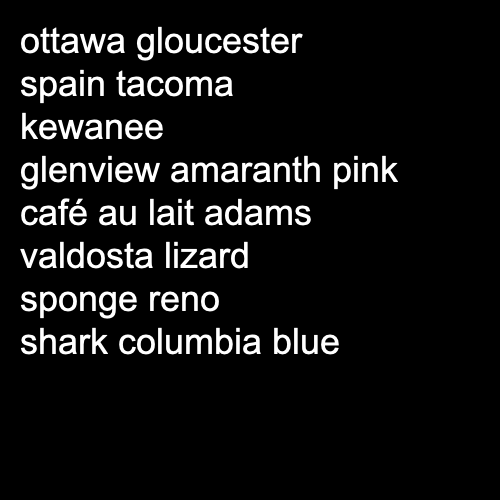 ottawa gloucester
spain tacoma
kewanee
glenview amaranth pink
café au lait adams
valdosta lizard
sponge reno
shark columbia blue